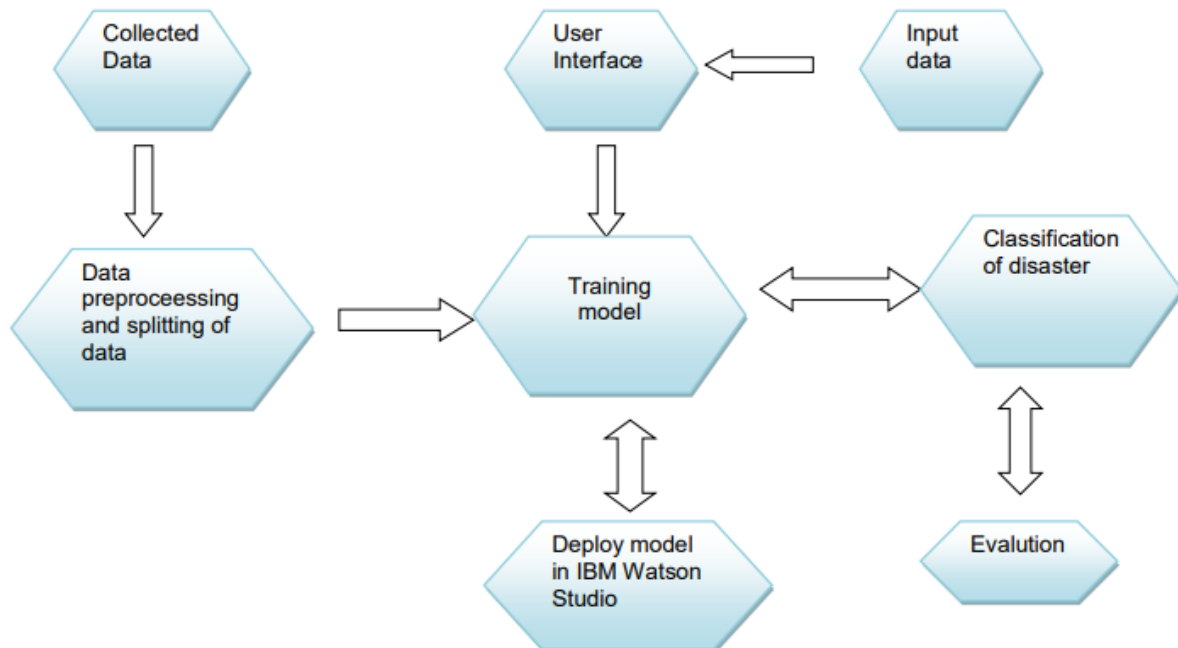 Collected
Data
User
Interface
Input
data
Data
preproceessing
and splitting of
data
Training
model
Classification
of disaster
Deploy model
in IBM Watson
Studio
Evalution